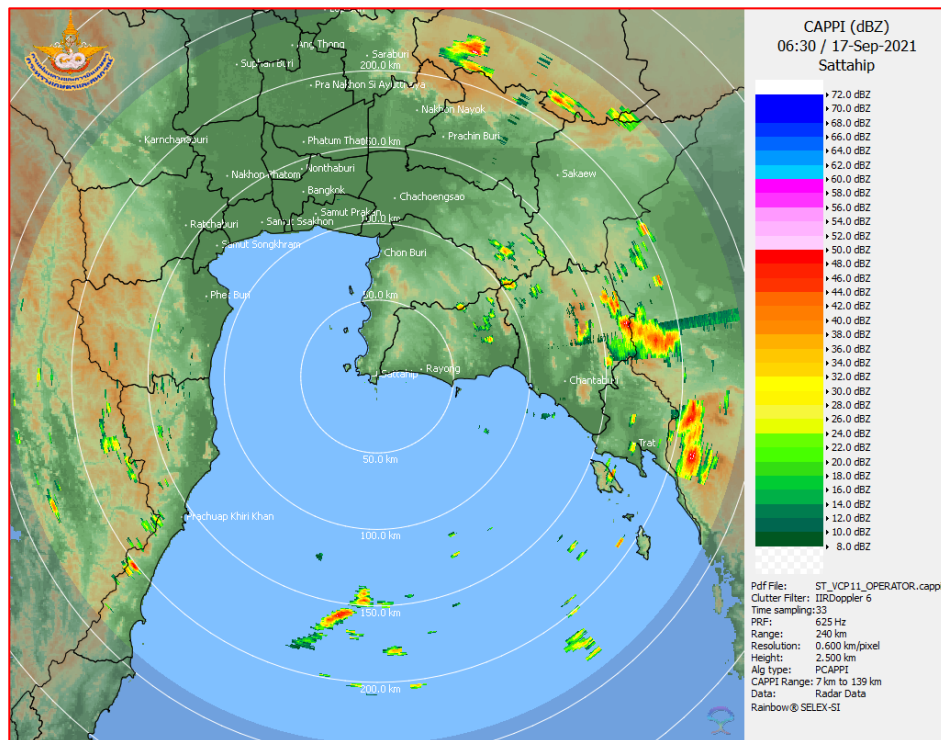 CAPPI (dBZ)
06:30 / 17-Sep-2021
Sattahip
72.0 dBZ
70.0 dBZ
68.0 dBZ
66.0 dBZ
64.0 dBZ
62.0 dBZ
60.0 dBZ
58.0 dBZ
56.0 dBZ
54.0 dBZ
52.0 dBZ
50.0 dBZ
48.0 dBZ
46.0 dBZ
44.0 dBZ
42.0 dBZ
40.0 dBZ
38.0 dBZ
36.0 dBZ
34.0 dBZ
32.0 dBZ
30.0 dBZ
28.0 dBZ
26.0 dBZ
24.0 dBZ
22.0 dBZ
20.0 dBZ
18.0 dBZ
16.0 dBZ
14.0 dBZ
12.0 dBZ
10.0 dBZ
8.0 dBZ
Pdf File: ST_VCP11_OPERATOR.cappi
Clutter Filter: IIRDoppler 6
Time sampling:33
PRF: 625 Hz
Range: 240 km
Resolution: 0.600 km/pixel
Height: 2.500 km
Alg type: PCAPPI
CAPPI Range: 7 km to 139 km
Data: Radar Data
Rainbow® SELEX-SI
Ang Thong
Saraburi
Suphan Buri
200.0 km
Pra Nakhon Si Ayutthaya
Nakhon Nayok
Karnchanaburi
Phatum Thani
Prachin Buri
Nonthaburi
Nakhon Phatom
Sakaew
Bangkok
Chachoengsao
Samut Prakan
Ratchaburi
Samut Ssakhon
Samut Songkhram
Chon Buri
Phet Buri
Rayong
Sattahip
Chantaburi
Trat
50.0 km
Prachuap Khiri Khan
100.0 km
150.0 km
200.0 km